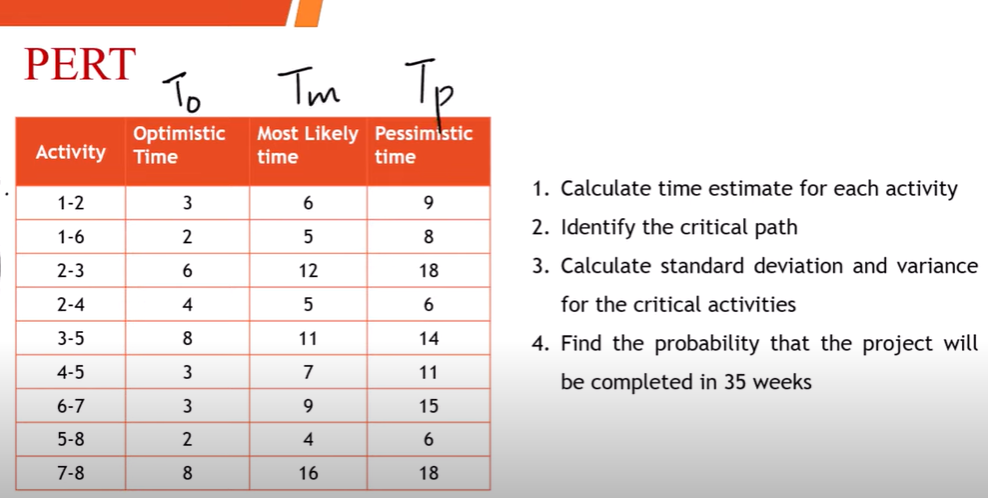 PERT
To Tm Tp
Activity Optimistic Time Most Likely time Pessimistic time
1-2 3 6 9
1-6 2 5 8
2-3 6 12 18
2-4 4 5 6
3-5 8 11 14
4-5 3 7 11
6-7 3 9 15
5-8 2 4 6
7-8 8 16 18
1. Calculate time estimate for each activity
2. Identify the critical path
3. Calculate standard deviation and variance
for the critical activities
4. Find the probability that the project will
be completed in 35 weeks